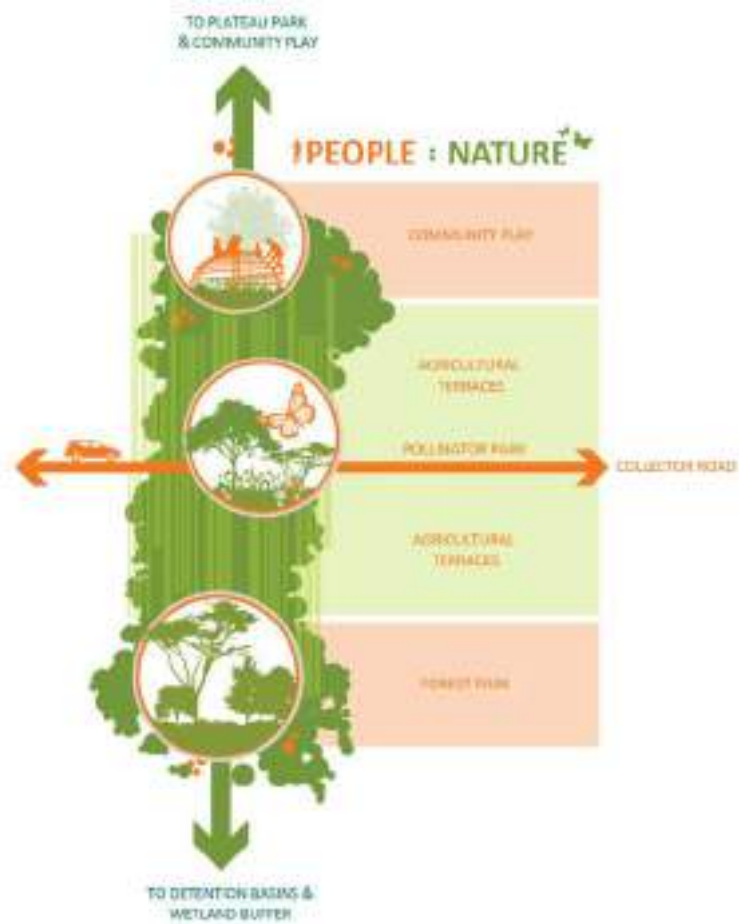 TO PLATEAU PARK
& COMMUNITY PLAY
PEOPLE : NATURE
COMMUNITY PLAY
AGRICULTURAL
TERRACES
POLLINATOR PARK
COLLECTOR ROAD
AGRICULTURAL
TERRACES
FOREST
TO DETENTION BASINS &
WETLAND BUFFER